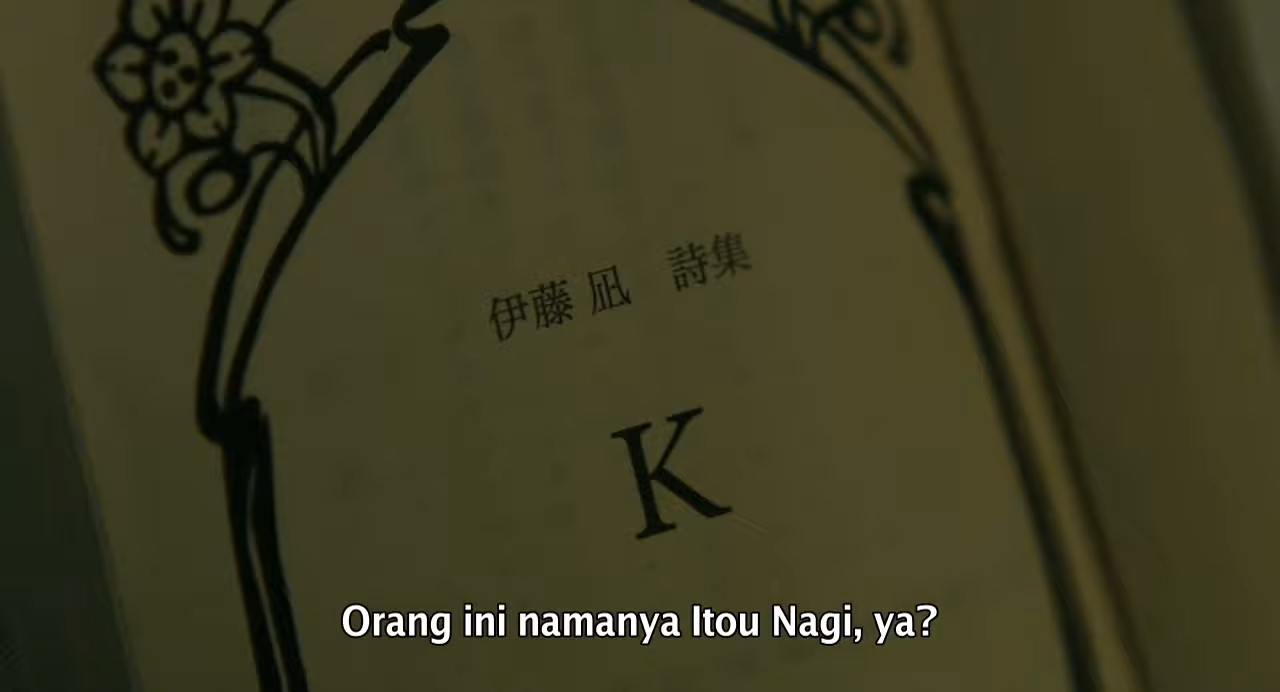 伊藤 凪　詩集
K
Orang ini namanya Itou Nagi, ya?